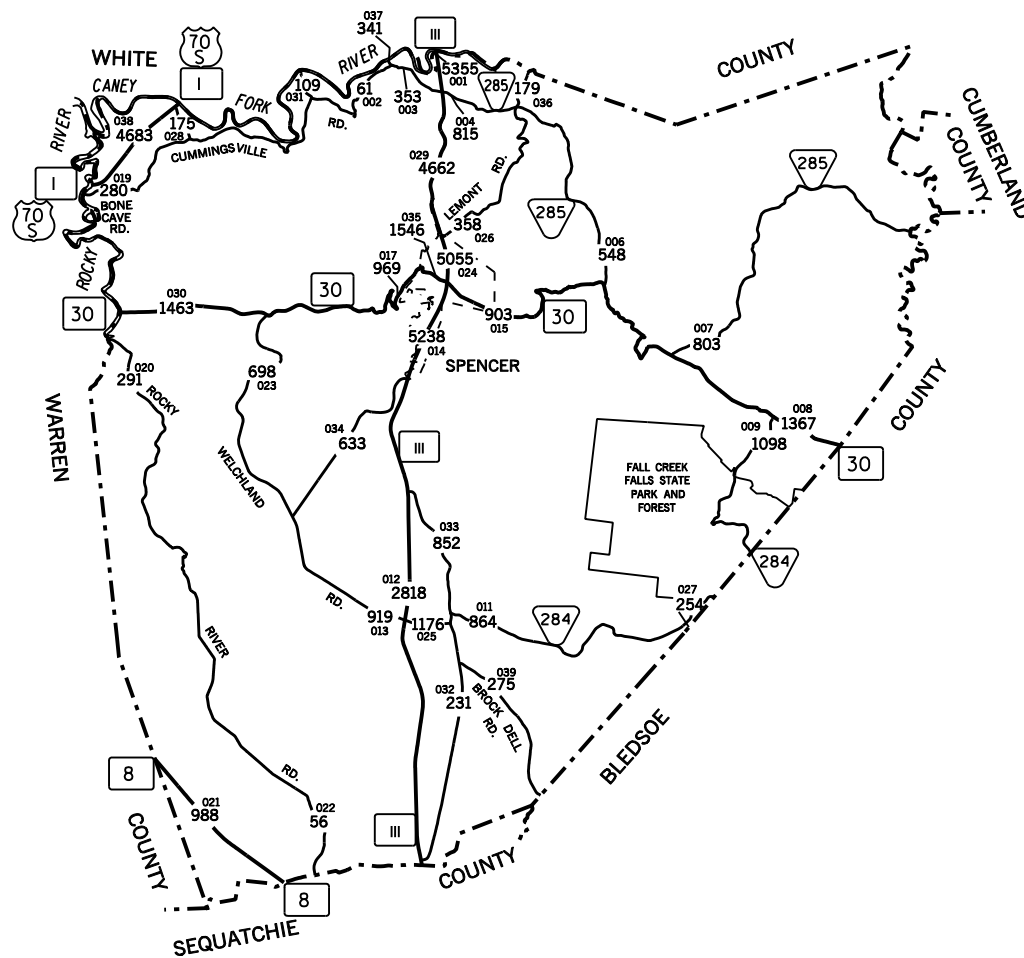 037
341
III
70
S
WHITE
I
COUNTY
RIVER
5355
001
CANEY
109
031
61
002
353
003
285
179
036
FORK
RD.
004
815
CUMBERLAND
COUNTY
RIVER
038
4683
175
028
CUMMINGSVILLE
285
029
4662
I
019
280
LEMONT
RD.
70
S
BONE
CAVE
RD.
035
1546
358
026
285
006
548
ROCKY
017
969
5055
024
30
030
1463
30
903
015
30
5238
014
007
803
020
291
698
023
SPENCER
ROCKY
COUNTY
WARREN
008
1367
009
1098
034
633
III
30
WELCHLAND
FALL CREEK
FALLS STATE
PARK AND
FOREST
033
852
284
012
2818
027
254
RD.
919
013
1176
025
011
864
284
RIVER
039
275
032
231
BROCK DELL
RD.
BLEDSOE
8
RD.
021
988
022
56
III
COUNTY
COUNTY
8
SEQUATCHIE